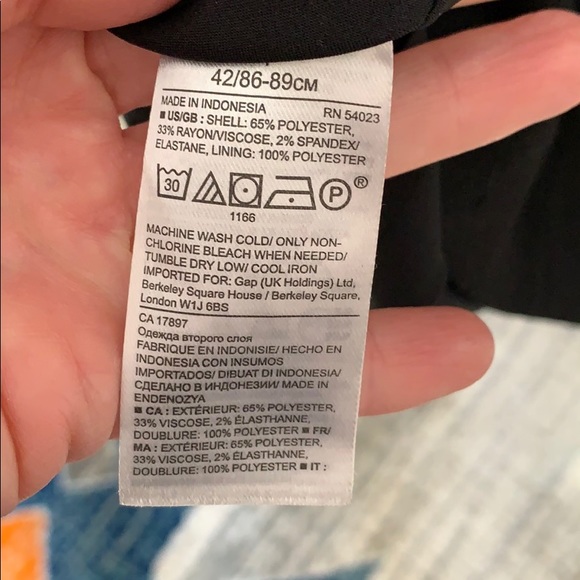 42/86-89CM
MADE IN INDONESIA RN 54023
■ US/GB : SHELL: 65% POLYESTER,
33% RAYON/VISCOSE, 2% SPANDEX/
ELASTANE, LINING: 100% POLYESTER
30 P ®
1166
MACHINE WASH COLD/ ONLY NON-
CHLORINE BLEACH WHEN NEEDED/
TUMBLE DRY LOW/ COOL IRON
IMPORTED FOR: Gap (UK Holdings) Ltd,
Berkeley Square House / Berkeley Square,
London W1J 6BS
CA 17897
Одежда второго слоя
FABRIQUE EN INDONISIE/ HECHO EN
INDONESIA CON INSUMOS
IMPORTADOS/ DIBUAT DI INDONESIA/
СДЕЛАНО В ИНДОНЕЗИИ/ MADE IN
ENDENOZYA
■ CA : EXTÉRIEUR: 65% POLYESTER,
33% VISCOSE, 2% ÉLASTHANNE,
DOUBLURE: 100% POLYESTER ■ FR/
MA : EXTÉRIEUR: 65% POLYESTER,
33% VISCOSE, 2% ÉLASTHANNE,
DOUBLURE: 100% POLYESTER ■ IT :